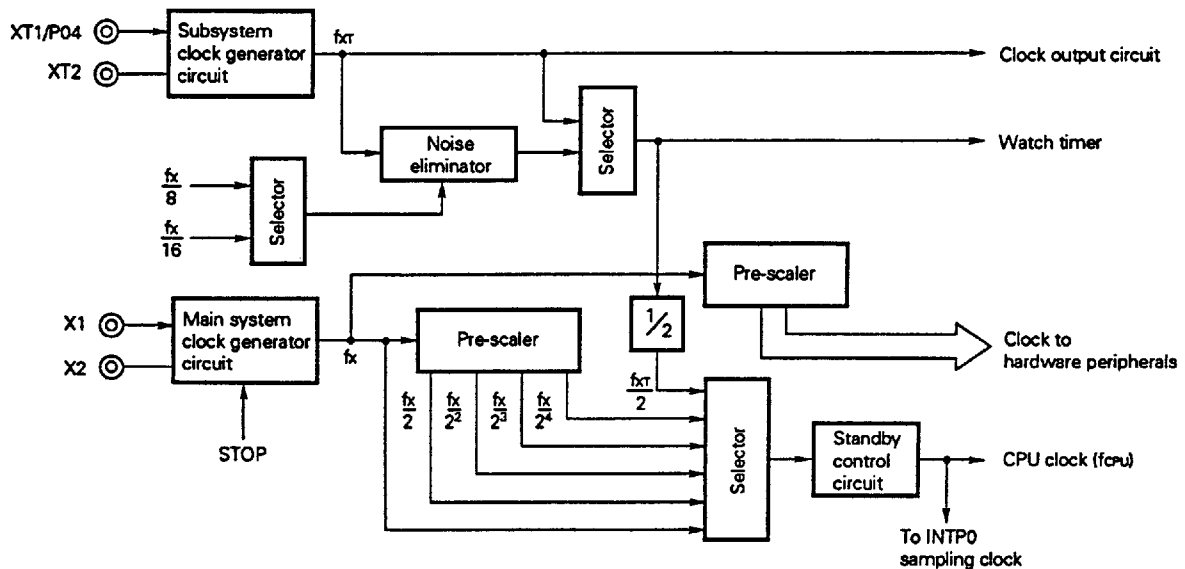 XT1/P04
XT2
Subsystem
clock generator
circuit
fXT
Clock output circuit
Noise
eliminator
Selector
Watch timer
fX
8
fX
16
Selector
Pre-scaler
X1
X2
Main system
clock generator
circuit
fX
STOP
Pre-scaler
1/2
Clock to
hardware peripherals
fX
2
fX
2²
fX
2³
fX
2⁴
fXT
2
Selector
Standby
control
circuit
CPU clock (fCPU)
To INTP0
sampling clock